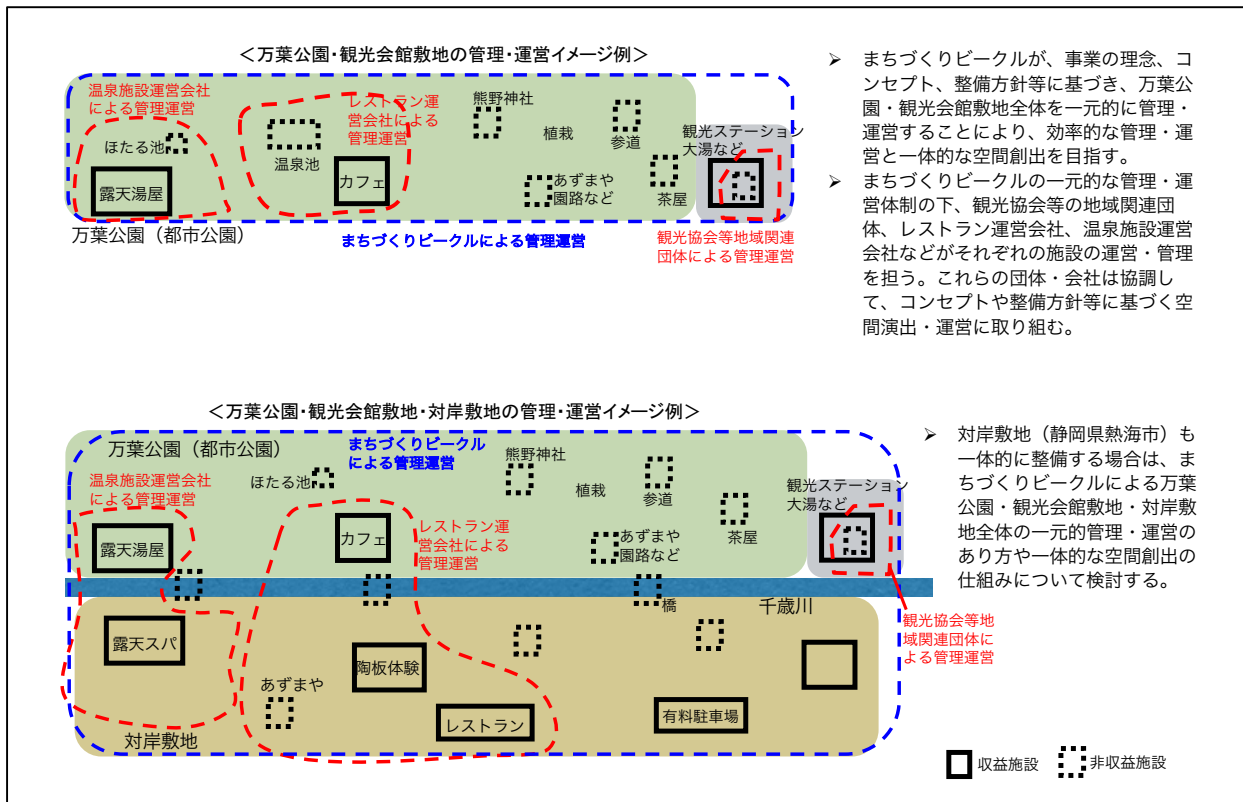 ＜万葉公園・観光会館敷地の管理・運営イメージ例＞
温泉施設運営会社
による管理運営
ほたる池
露天湯屋
温泉池
レストラン運
営会社による
管理運営
カフェ
熊野神社
植栽
参道
あずまや
園路など
茶屋
観光ステーション
大湯など
万葉公園（都市公園）
まちづくりビークルによる管理運営
観光協会等地域関連
団体による管理運営
➢ まちづくりビークルが、事業の理念、コ
ンセプト、整備方針等に基づき、万葉公
園・観光会館敷地全体を一元的に管理・
運営することにより、効率的な管理・運
営と一体的な空間創出を目指す。
➢ まちづくりビークルの一元的な管理・運
営体制の下、観光協会等の地域関連団
体、レストラン運営会社、温泉施設運営
会社などがそれぞれの施設の運営・管理
を担う。これらの団体・会社は協調し
て、コンセプトや整備方針等に基づく空
間演出・運営に取り組む。
＜万葉公園・観光会館敷地・対岸敷地の管理・運営イメージ例＞
万葉公園（都市公園）
まちづくりビークル
による管理運営
温泉施設運営会社
による管理運営
ほたる池
露天湯屋
カフェ
レストラン運
営会社による
管理運営
熊野神社
植栽
参道
あずまや
園路など
茶屋
観光ステーション
大湯など
橋
千歳川
観光協会等地
域関連団体に
よる管理運営
露天スパ
陶板体験
あずまや
レストラン
有料駐車場
対岸敷地
➢ 対岸敷地（静岡県熱海市）も
一体的に整備する場合は、ま
ちづくりビークルによる万葉
公園・観光会館敷地・対岸敷
地全体の一元的管理・運営の
あり方や一体的な空間創出の
仕組みについて検討する。
収益施設
非収益施設